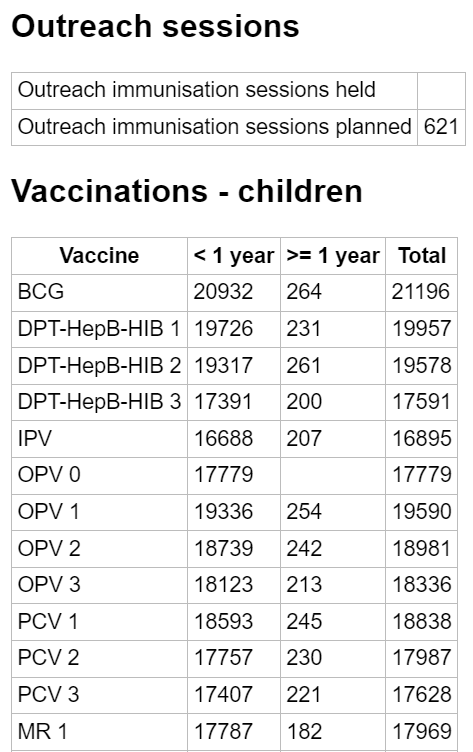 Outreach sessions
Outreach immunisation sessions held
Outreach immunisation sessions planned 621
Vaccinations - children
Vaccine < 1 year >= 1 year Total
BCG 20932 264 21196
DPT-HepB-HIB 1 19726 231 19957
DPT-HepB-HIB 2 19317 261 19578
DPT-HepB-HIB 3 17391 200 17591
IPV 16688 207 16895
OPV 0 17779 17779
OPV 1 19336 254 19590
OPV 2 18739 242 18981
OPV 3 18123 213 18336
PCV 1 18593 245 18838
PCV 2 17757 230 17987
PCV 3 17407 221 17628
MR 1 17787 182 17969